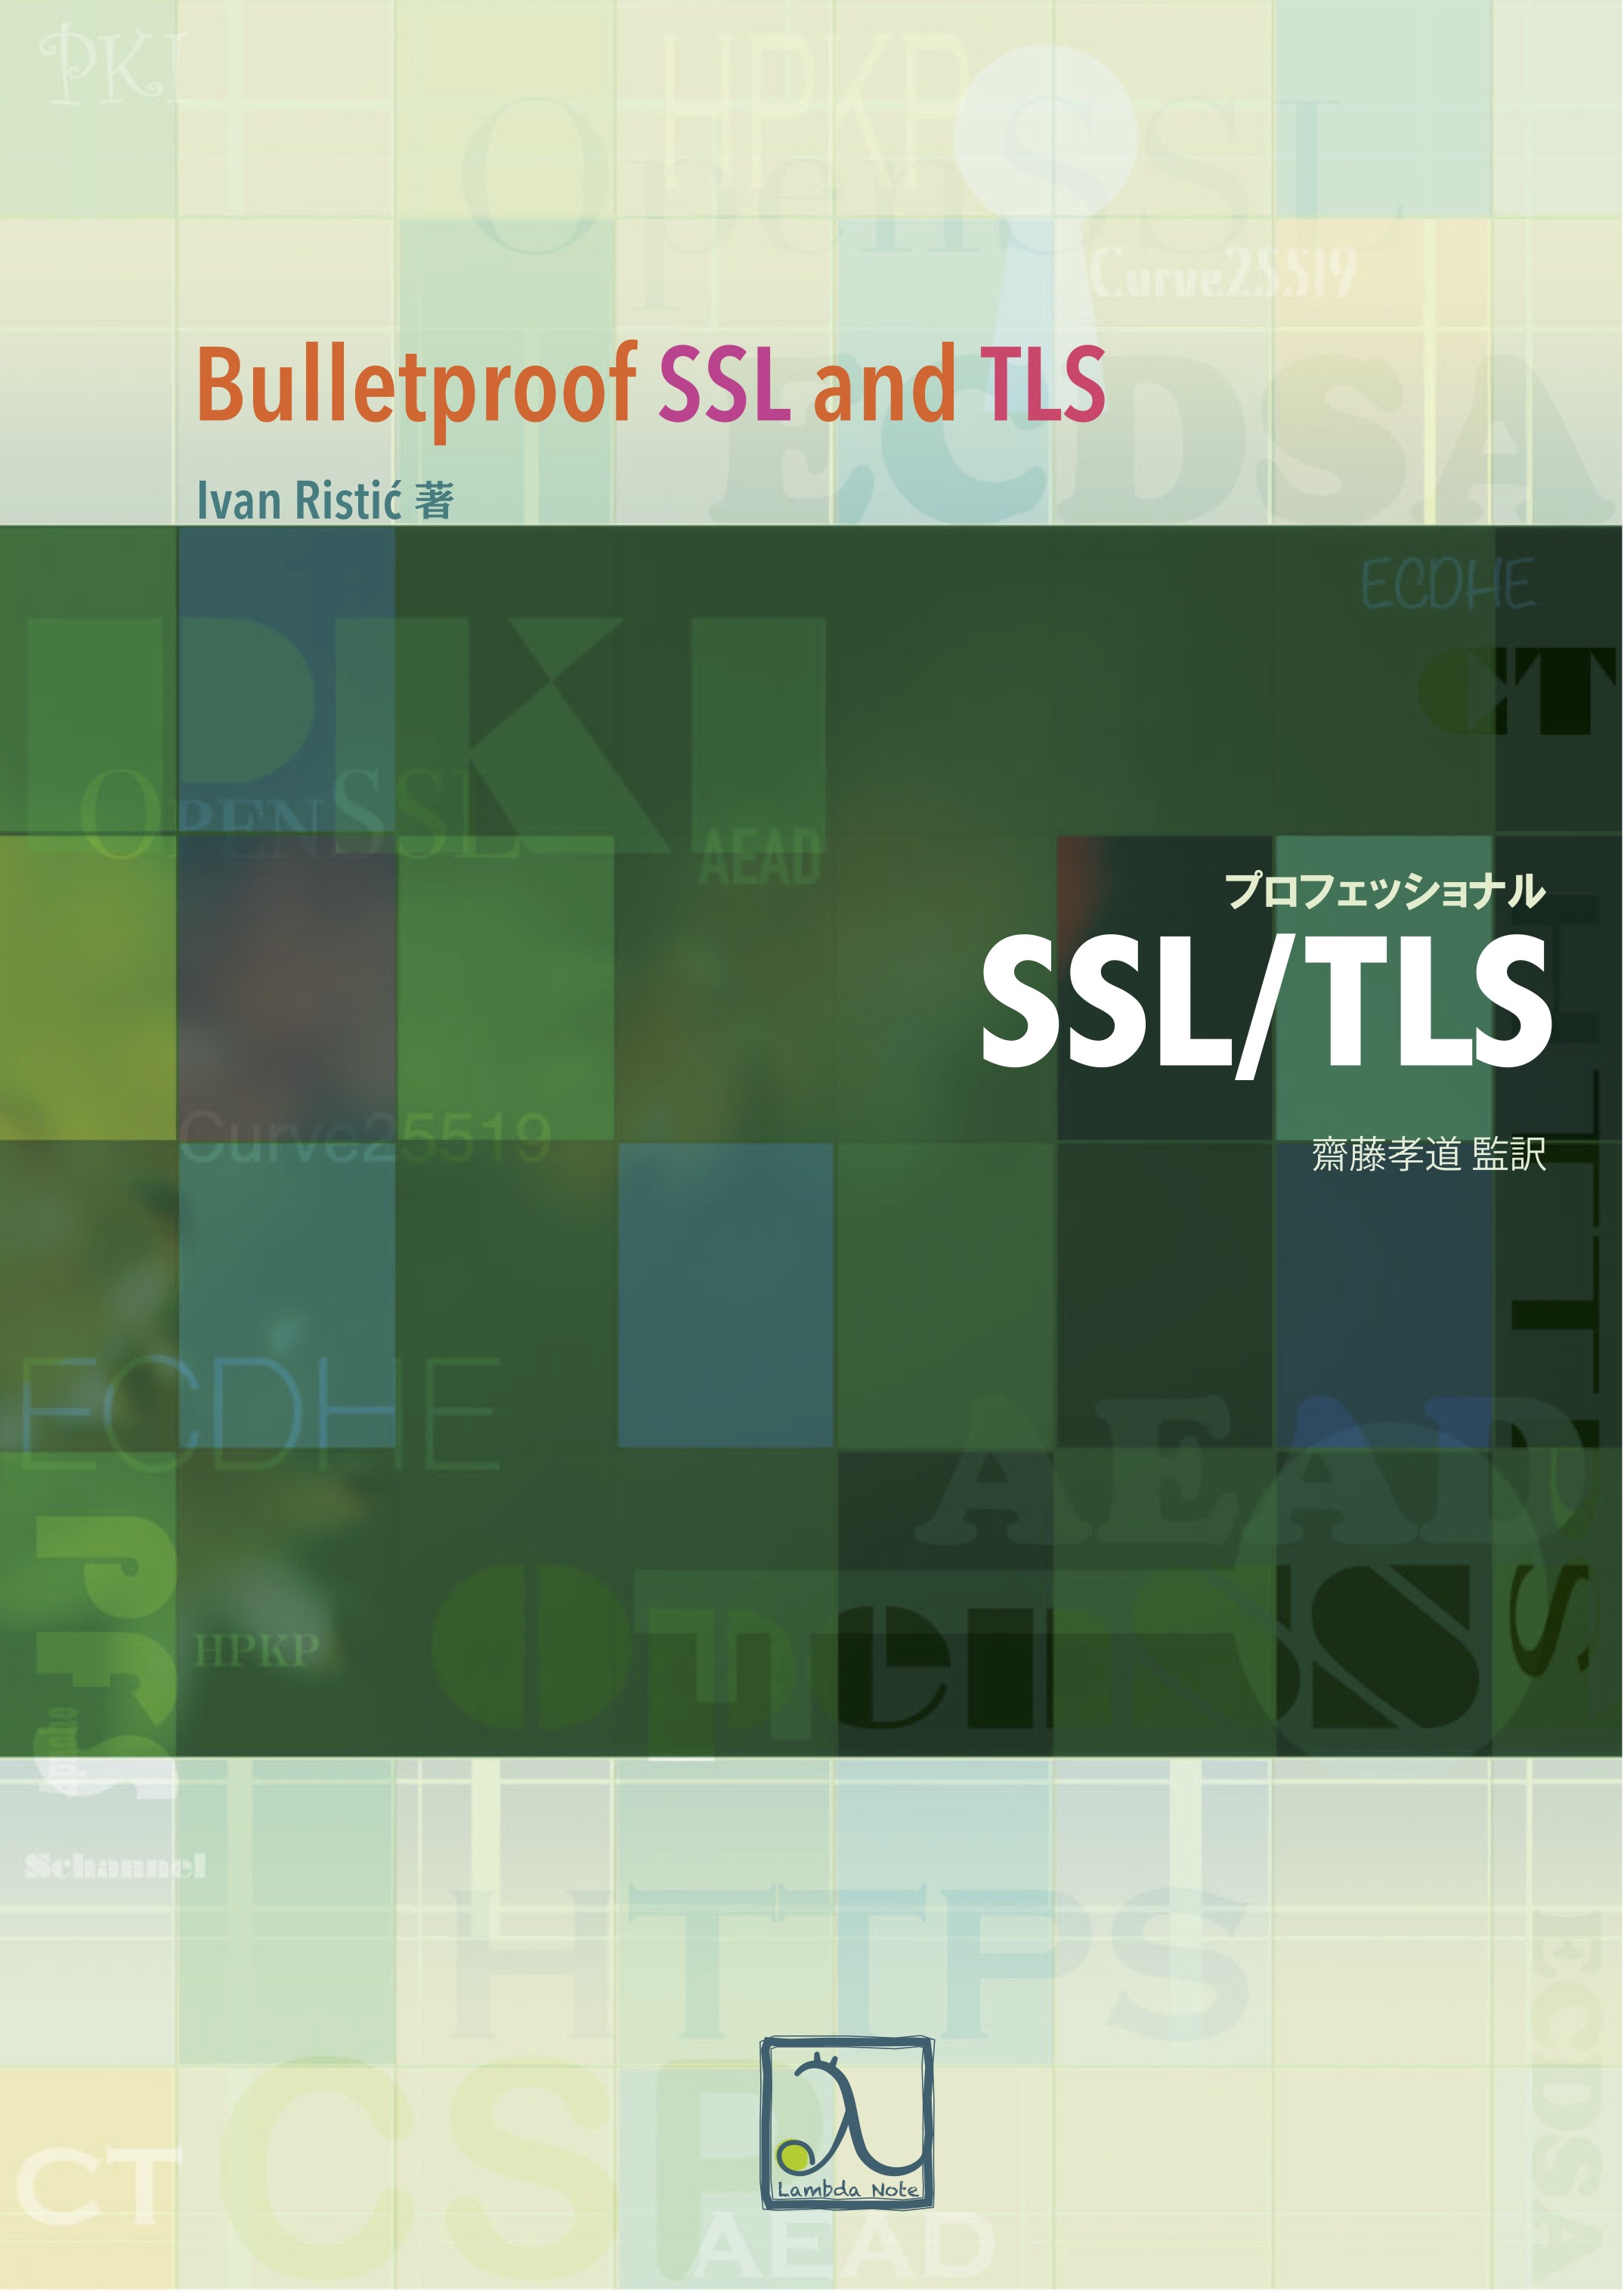 PKI
HPKP
OpenSSL
Curve25519
Bulletproof SSL and TLS
ECDSA
Ivan Ristić 著
ECDHE
PKI
CT
OPENSSL
AEAD
プロフェッショナル
SSL/TLS
Curve25519
齋藤孝道 監訳
ECDHE
AEAD
HPKP
OpenSS
Schannel
HTTPS
ECDSA
CSP
CT
Lambda Note
AEAD